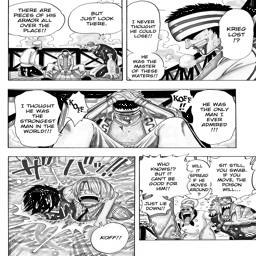 THERE ARE
PIECES OF HIS
ARMOR ALL
OVER THE
PLACE!!
BUT
JUST LOOK
THERE.
I NEVER
THOUGHT
HE COULD
LOSE!!
HE WAS
THE MASTER
OF THESE
WATERS!!
KRIEG
LOST
!?
I THOUGHT
HE WAS THE
STRONGEST
MAN IN THE
WORLD!!!
KOFF
KOFF!!
HE WAS
THE ONLY
MAN I
EVER
ADMIRED
!!!
KOFF!!
WHO
KNOWS!?
BUT IT
CAN'T BE
GOOD FOR
HIM!!
JUST LIE
DOWN!!
WILL IT
SPREAD
IF HE
MOVES
AROUND
?
SIT STILL,
YOU SWAB.
IF YOU
MOVE, THE
POISON
WILL...